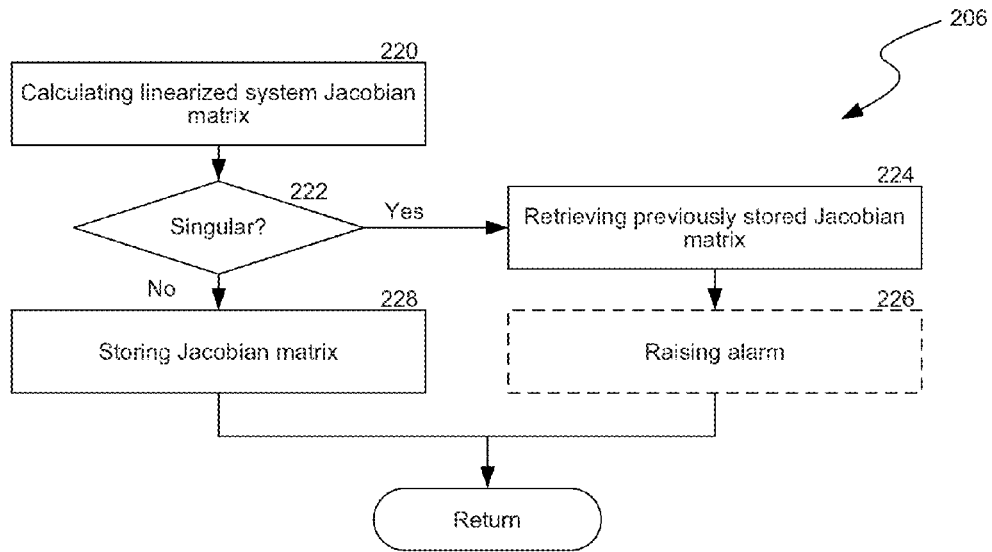 206
220
Calculating linearized system Jacobian
matrix
222
Singular?
Yes
224
Retrieving previously stored Jacobian
matrix
No
228
Storing Jacobian matrix
226
Raising alarm
Return